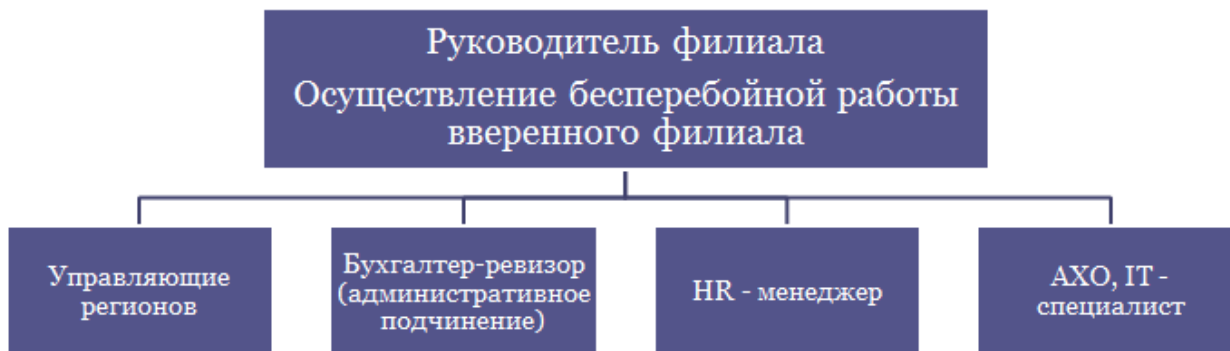 Руководитель филиала
Осуществление бесперебойной работы
вверенного филиала
Управляющие
регионов
Бухгалтер-ревизор
(административное
подчинение)
HR - менеджер
АХО, IT -
специалист